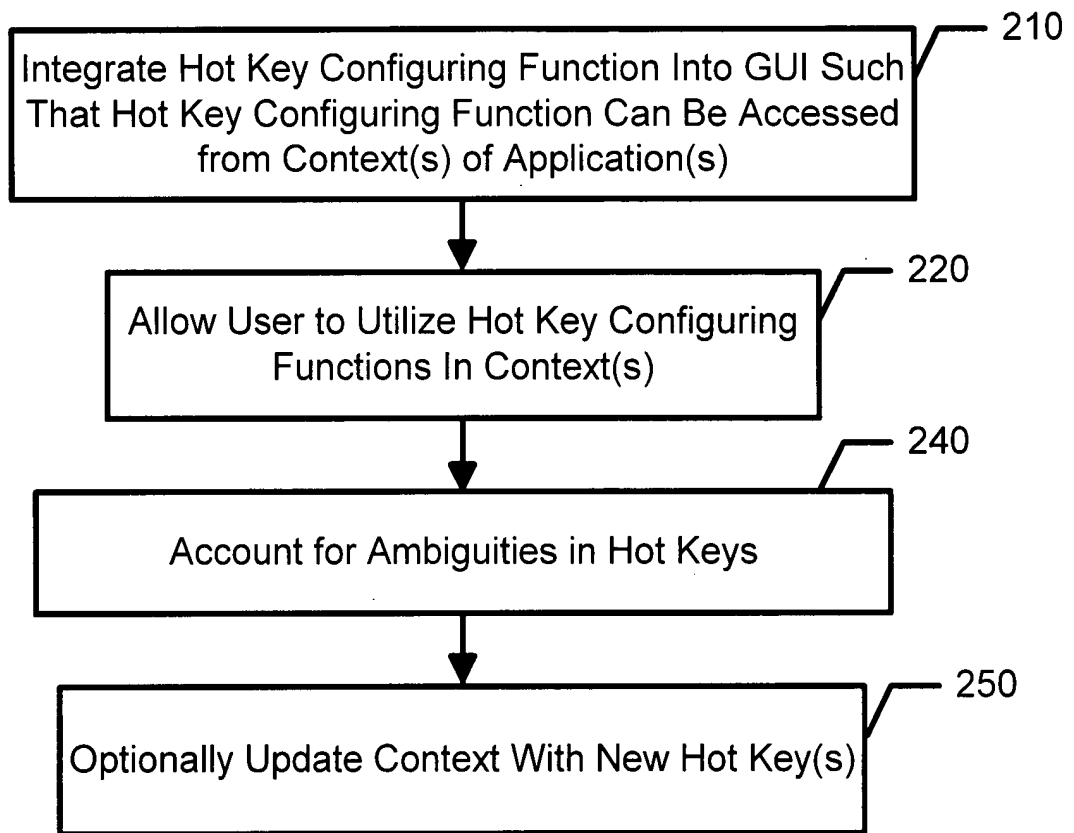 210
Integrate Hot Key Configuring Function Into GUI Such
That Hot Key Configuring Function Can Be Accessed
from Context(s) of Application(s)
220
Allow User to Utilize Hot Key Configuring
Functions In Context(s)
240
Account for Ambiguities in Hot Keys
250
Optionally Update Context With New Hot Key(s)